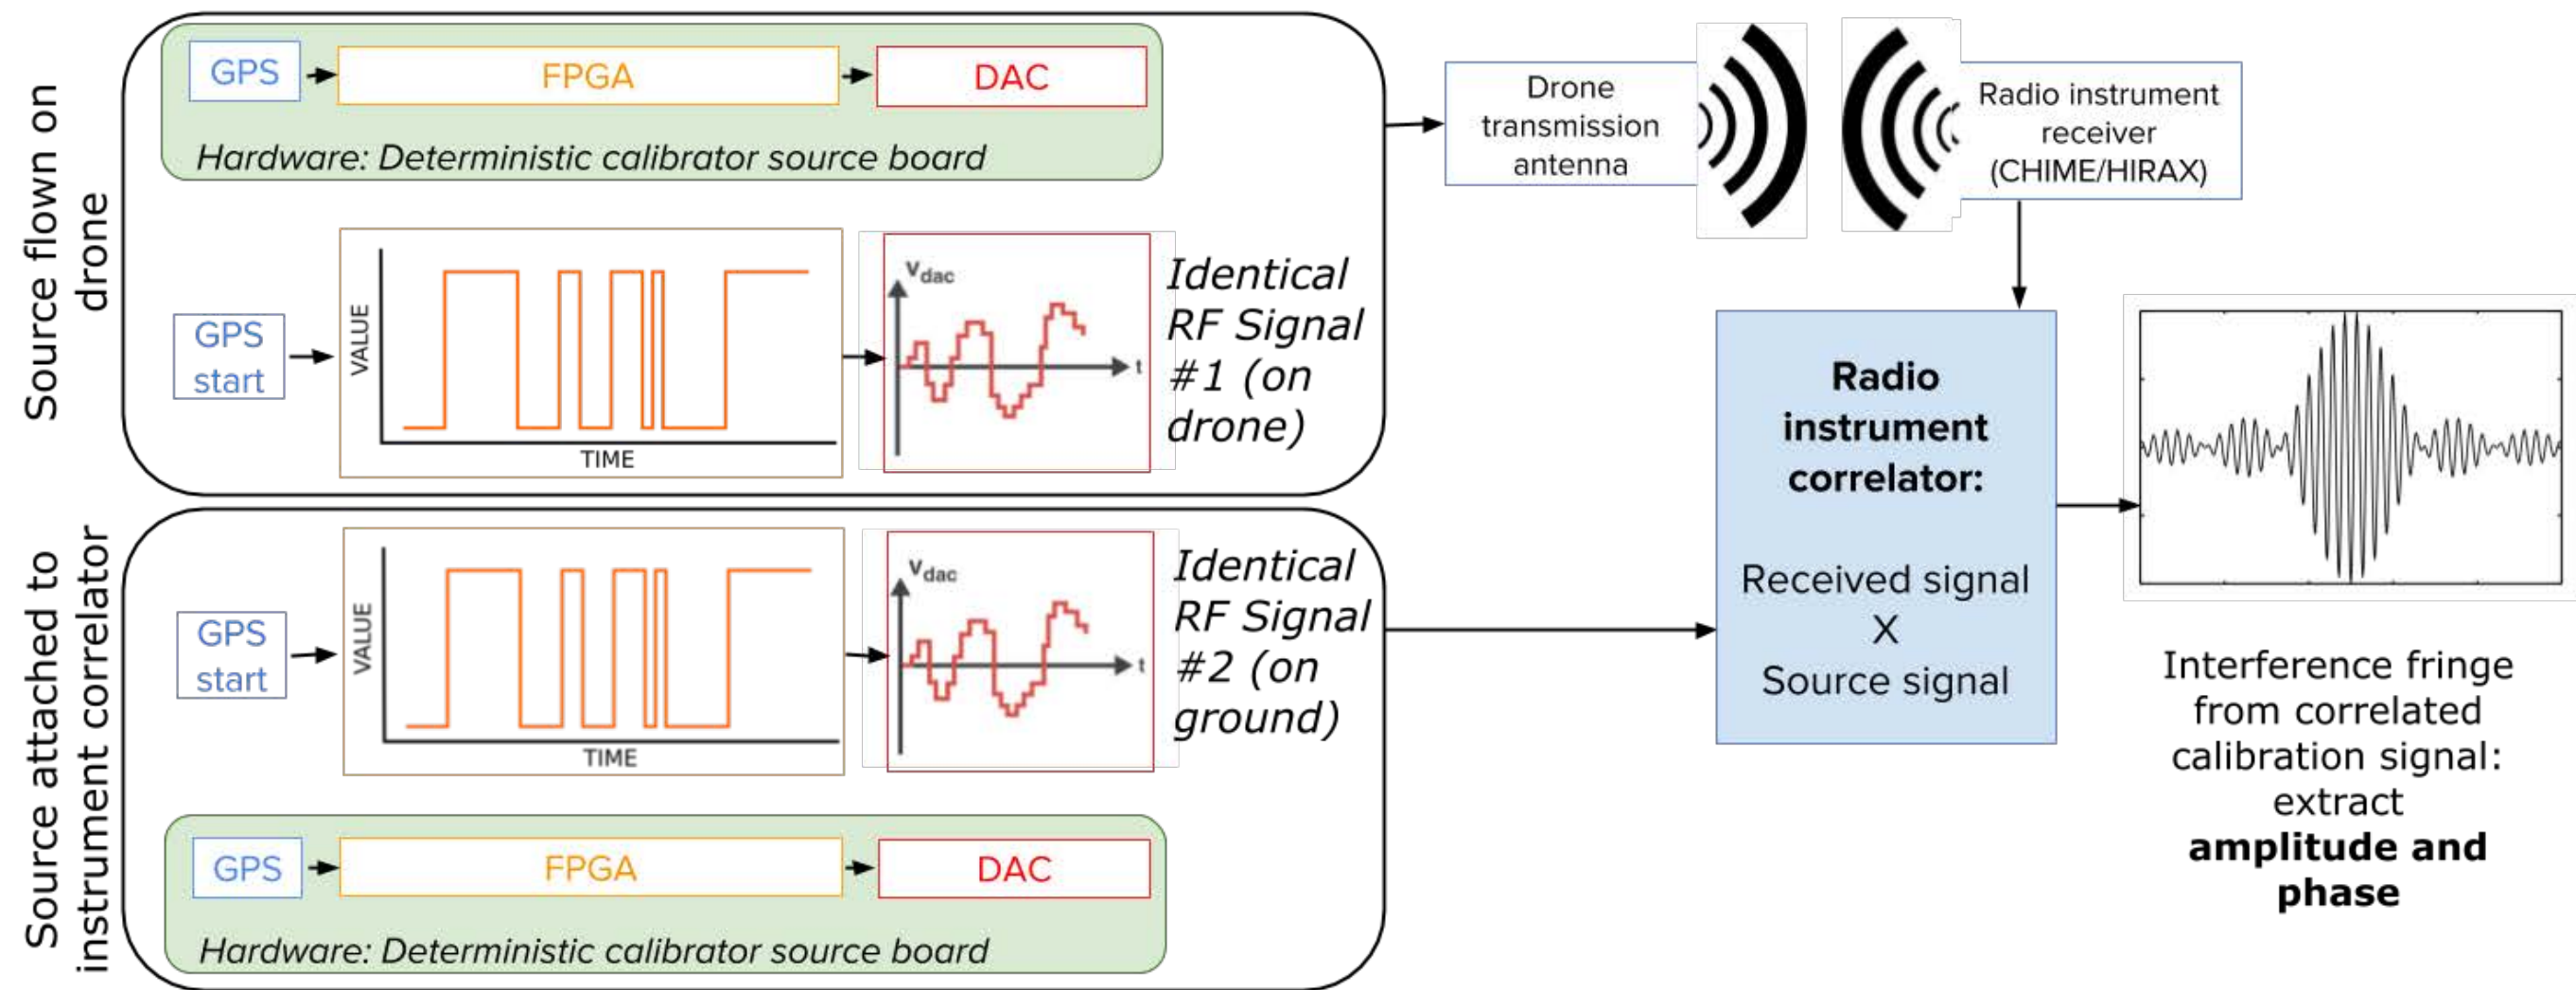 Source flown on
drone
GPS
FPGA
DAC
Hardware: Deterministic calibrator source board
GPS
start
VALUE
TIME
Vdac
t
Identical
RF Signal
#1 (on
drone)
Drone
transmission
antenna
Radio instrument
receiver
(CHIME/HIRAX)
Source attached to
instrument correlator
GPS
start
VALUE
TIME
Vdac
t
Identical
RF Signal
#2 (on
ground)
GPS
FPGA
DAC
Hardware: Deterministic calibrator source board
Radio
instrument
correlator:
Received signal
X
Source signal
Interference fringe
from correlated
calibration signal:
extract
amplitude and
phase